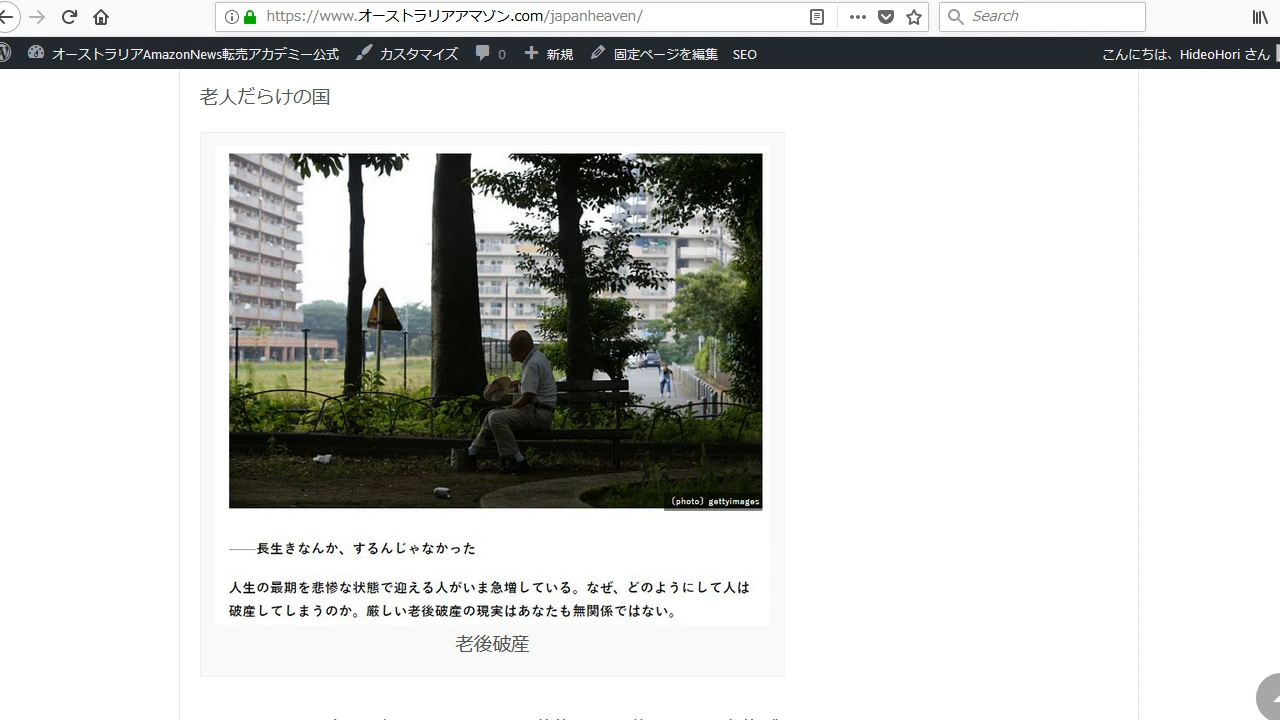 https://www.オーストラリアアマゾン.com/japanheaven/
Search
オーストラリアAmazonNews転売アカデミー公式 カスタマイズ 0 新規 固定ページを編集 SEO こんにちは、HideoHori さん
老人だらけの国
〔photo〕gettyimages
――長生きなんか、するんじゃなかった
人生の最期を悲惨な状態で迎える人がいま急増している。なぜ、どのようにして人は
破産してしまうのか。厳しい老後破産の現実はあなたも無関係ではない。
老後破産